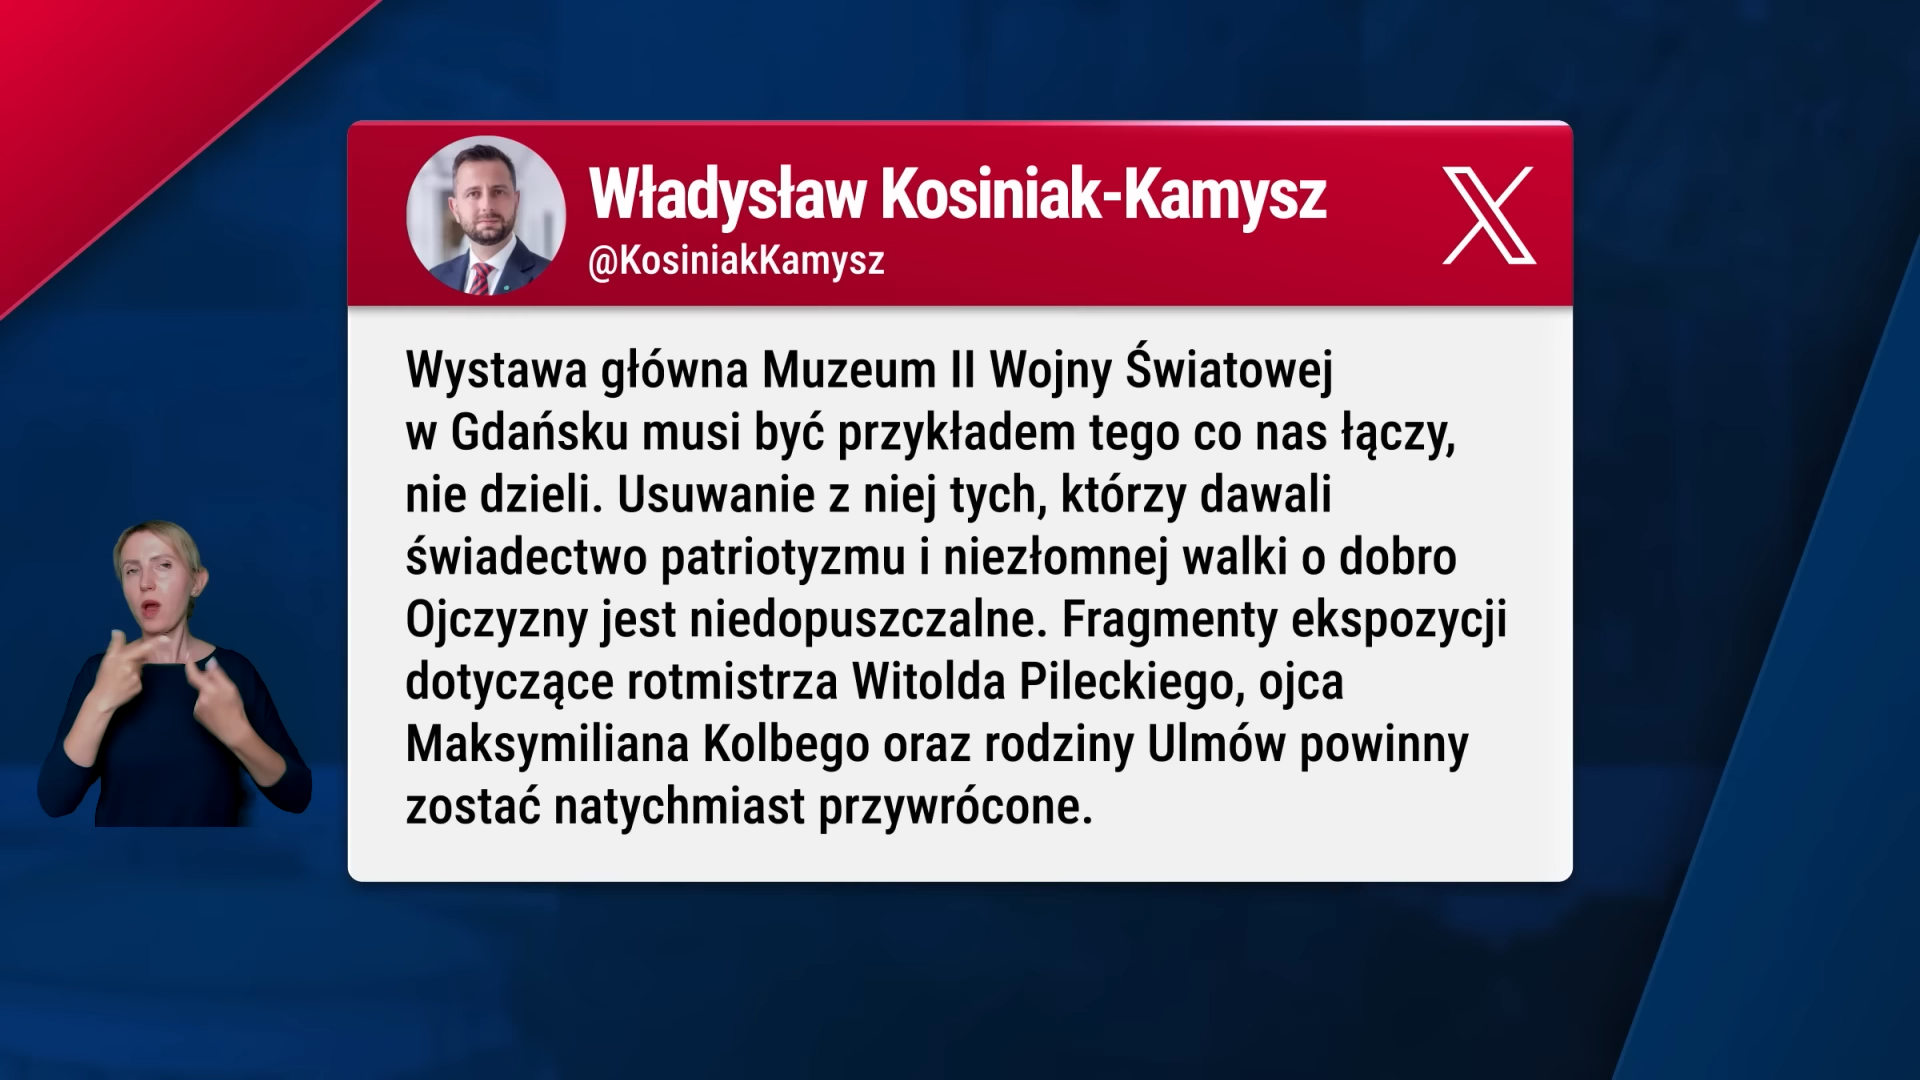 Władysław Kosiniak-Kamysz
@KosiniakKamysz
Wystawa główna Muzeum II Wojny Światowej
w Gdańsku musi być przykładem tego co nas łączy,
nie dzieli. Usuwanie z niej tych, którzy dawali
świadectwo patriotyzmu i niezłomnej walki o dobro
Ojczyzny jest niedopuszczalne. Fragmenty ekspozycji
dotyczące rotmistrza Witolda Pileckiego, ojca
Maksymiliana Kolbego oraz rodziny Ulmów powinny
zostać natychmiast przywrócone.